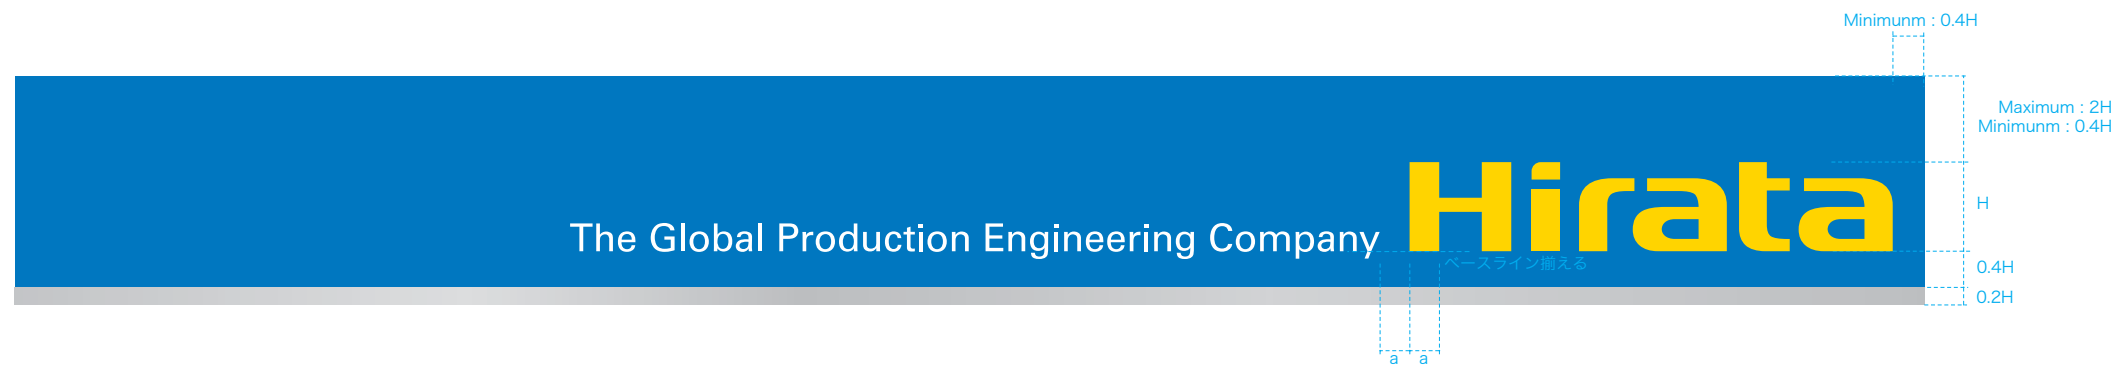 Minimunm : 0.4H
Maximum : 2H
Minimunm : 0.4H
The Global Production Engineering Company Hirata
H
ベースライン揃える
0.4H
0.2H
a a